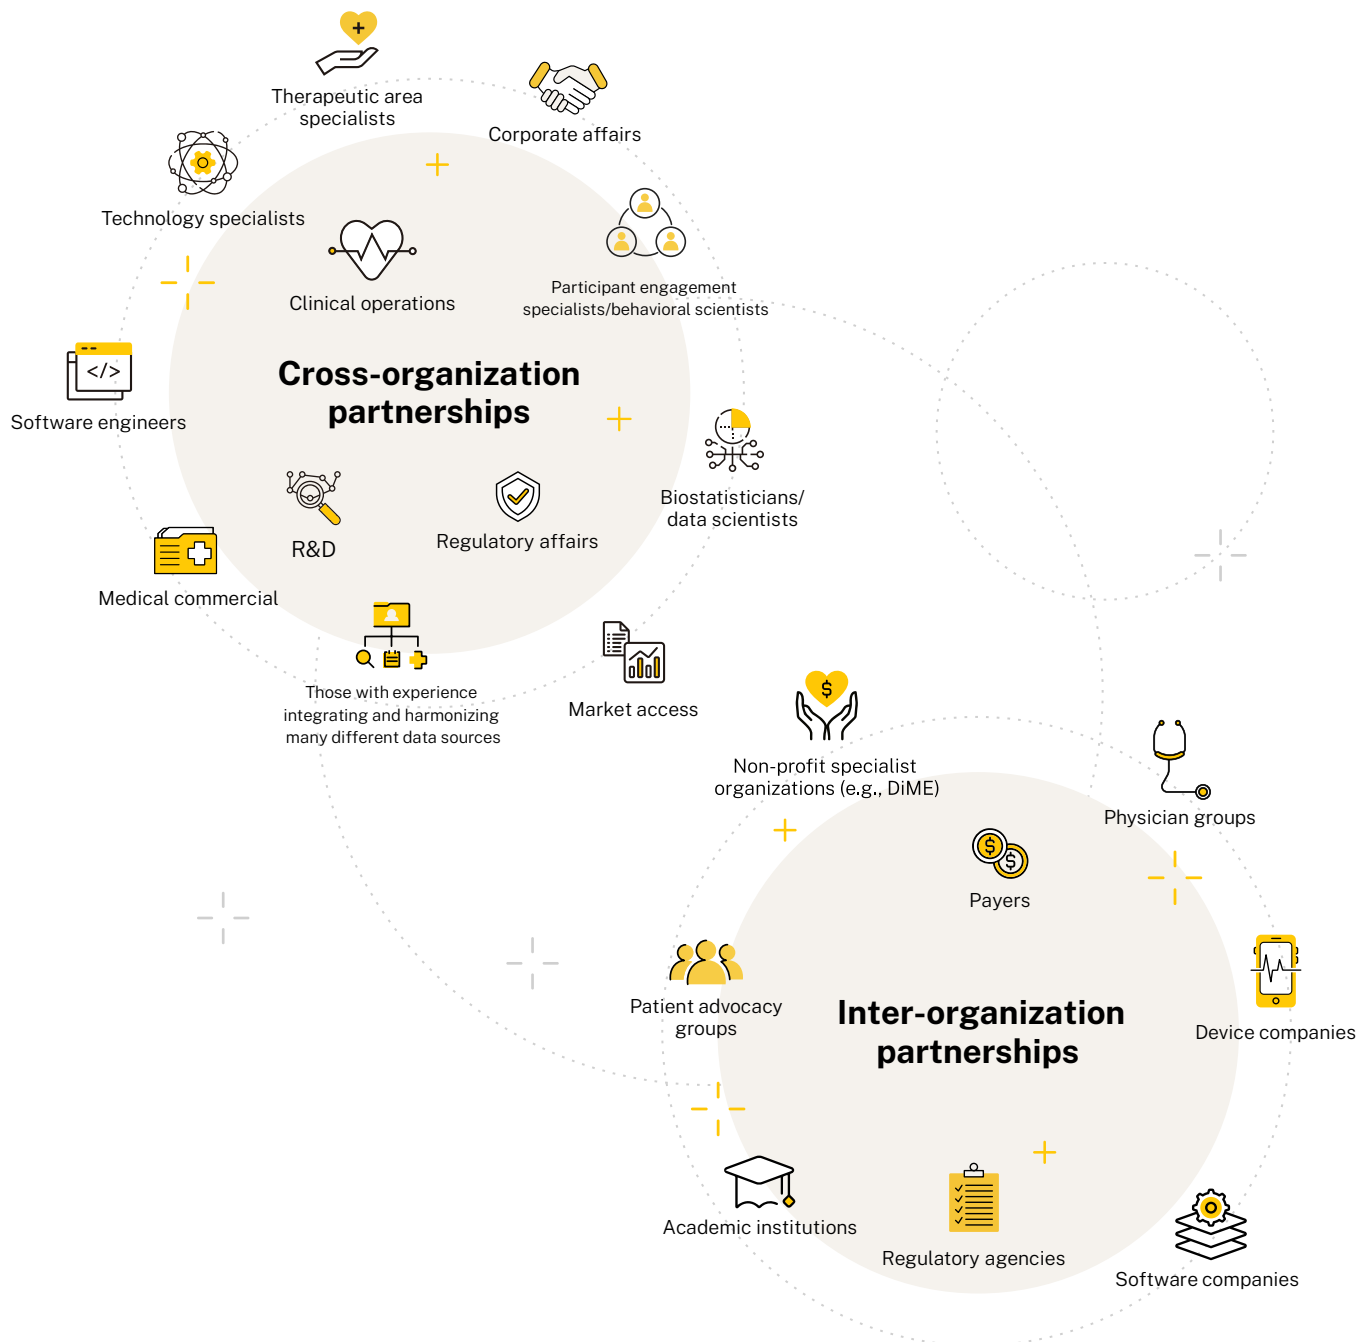 Therapeutic area
specialists
Corporate affairs
Technology specialists
Clinical operations
Participant engagement
specialists/behavioral scientists
Cross-organization
partnerships
</>
Software engineers
Biostatisticians/
data scientists
R&D
Regulatory affairs
Medical commercial
Those with experience
integrating and harmonizing
many different data sources
Market access
$
Non-profit specialist
organizations (e.g., DiME)
Physician groups
$
$
Payers
Patient advocacy
groups
Inter-organization
partnerships
Device companies
Academic institutions
Regulatory agencies
Software companies